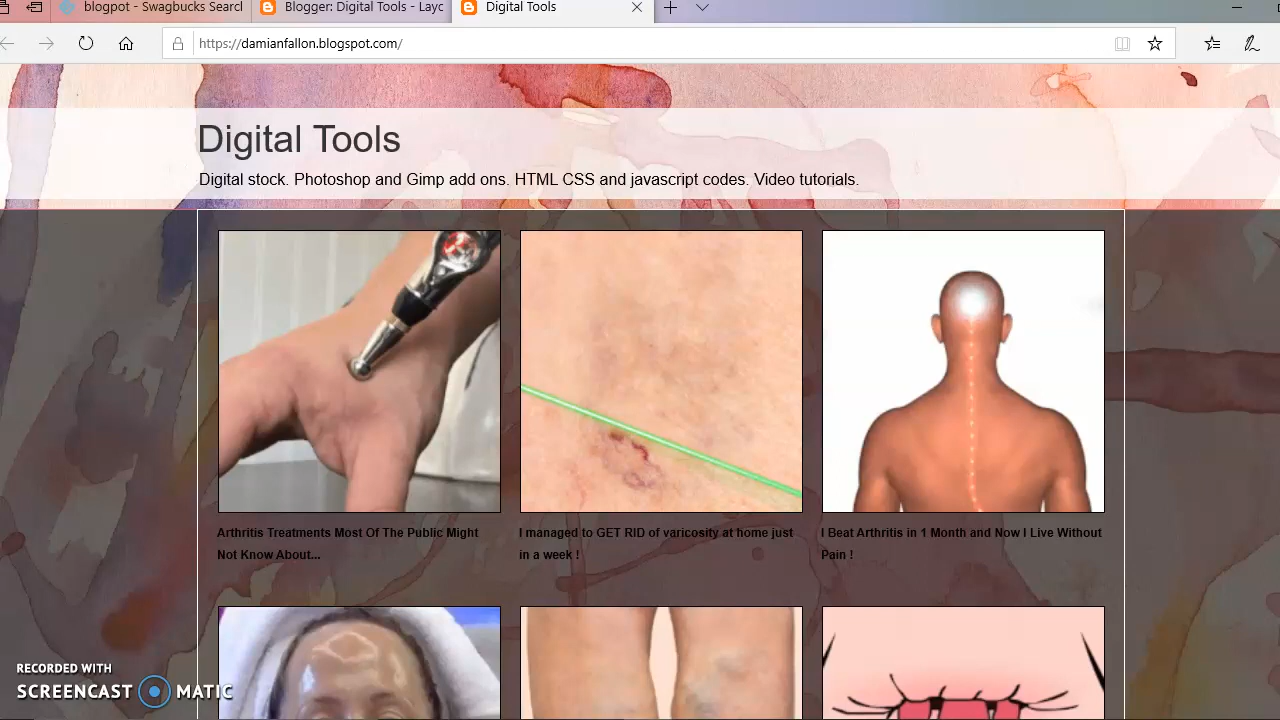 blogpot - Swagbucks Searcl
Blogger: Digital Tools - Layc
Digital Tools
https://damianfallon.blogspot.com/
Digital Tools
Digital stock. Photoshop and Gimp add ons. HTML CSS and javascript codes. Video tutorials.
Arthritis Treatments Most Of The Public Might
Not Know About...
I managed to GET RID of varicosity at home just
in a week !
I Beat Arthritis in 1 Month and Now I Live Without
Pain !
RECORDED WITH
SCREENCAST MATIC